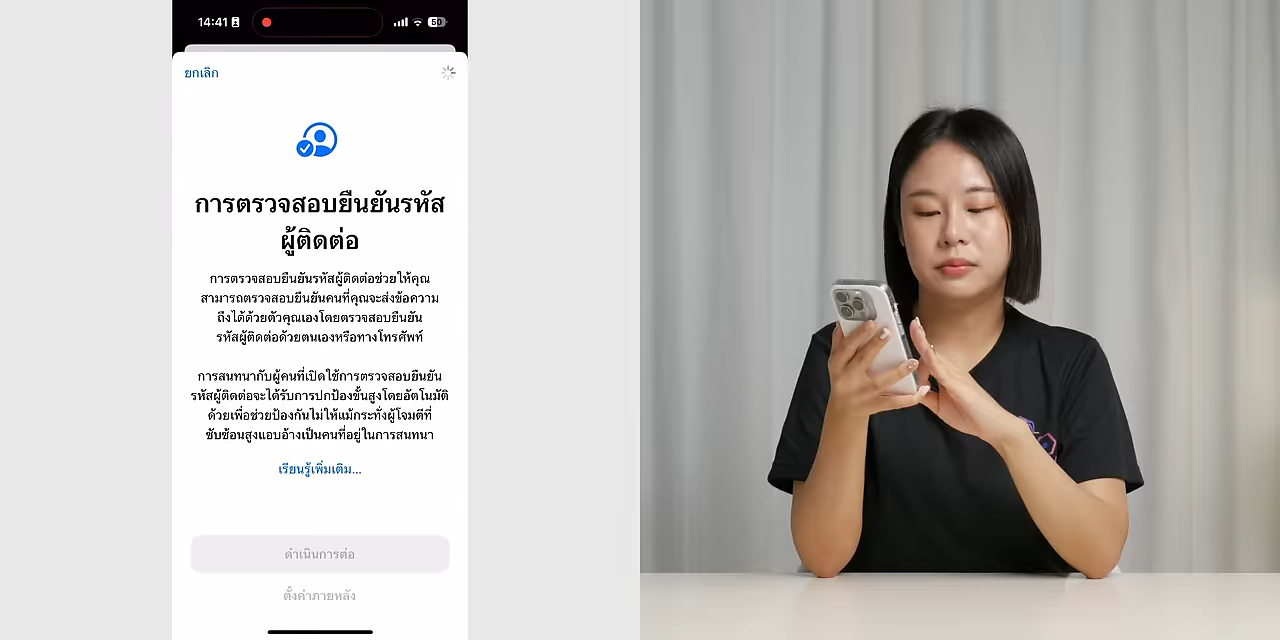 14:41
50
ยกเลิก
การตรวจสอบยืนยันรหัส
ผู้ติดต่อ
การตรวจสอบยืนยันรหัสผู้ติดต่อช่วยให้คุณ
สามารถตรวจสอบยืนยันคนที่คุณจะส่งข้อความ
ถึงได้ด้วยตัวคุณเองโดยตรวจสอบยืนยัน
รหัสผู้ติดต่อด้วยตนเองหรือทางโทรศัพท์
การสนทนากับผู้คนที่เปิดใช้การตรวจสอบยืนยัน
รหัสผู้ติดต่อจะได้รับการปกป้องขั้นสูงโดยอัตโนมัติ
ด้วยเพื่อช่วยป้องกันไม่ให้แม้กระทั่งผู้โจมตีที่
ซับซ้อนสูงแอบอ้างเป็นคนที่อยู่ในการสนทนา
เรียนรู้เพิ่มเติม...
ดำเนินการต่อ
ตั้งค่าภายหลัง